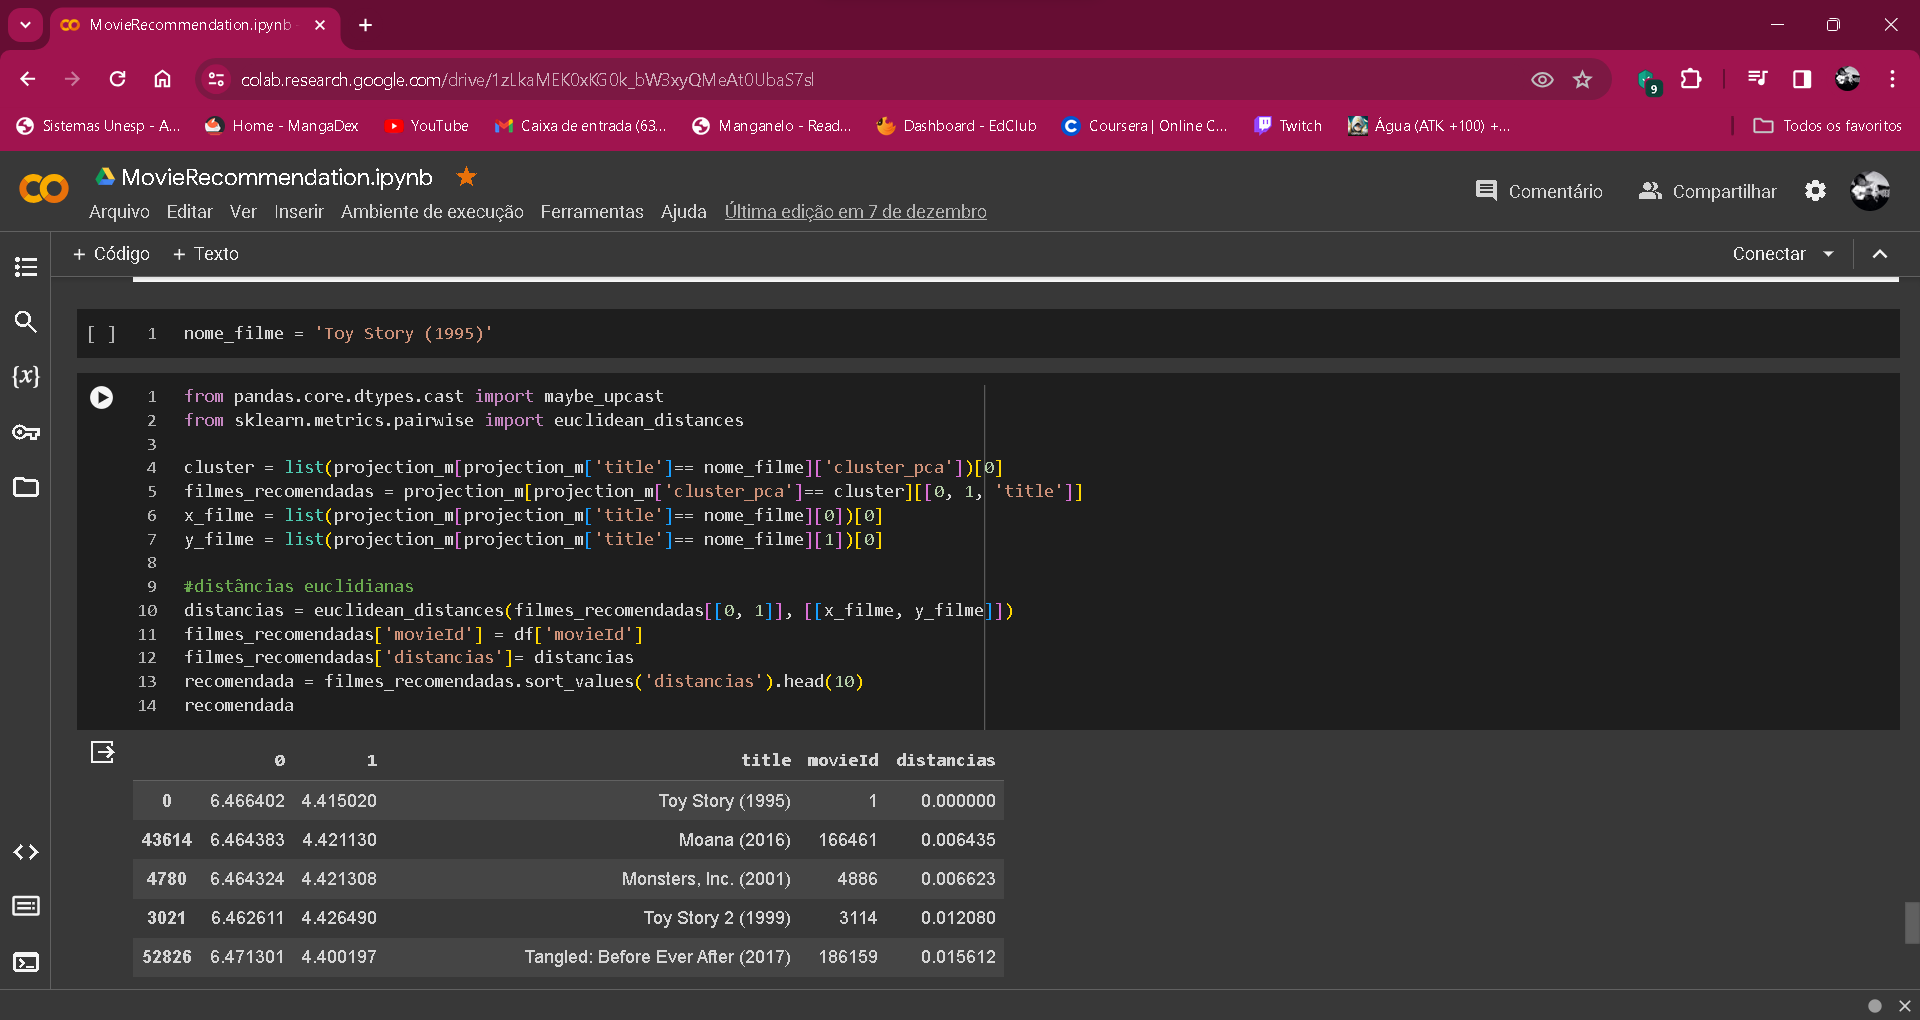 MovieRecommendation.ipynb -
colab.research.google.com/drive/1zLkaMEK0xKG0k_bW3xyQMeAt0UbaS7sl
9
Sistemas Unesp - A...
Home - MangaDex
YouTube
Caixa de entrada (63...
Manganelo - Read...
Dashboard - EdClub
Coursera | Online C...
Twitch
Água (ATK +100) +...
Todos os favoritos
MovieRecommendation.ipynb
Comentário
Compartilhar
Arquivo Editar Ver Inserir Ambiente de execução Ferramentas Ajuda Última edição em 7 de dezembro
+ Código + Texto
Conectar
[ ] 1 nome_filme = 'Toy Story (1995)'
1 from pandas.core.dtypes.cast import maybe_upcast
2 from sklearn.metrics.pairwise import euclidean_distances
3
4 cluster = list(projection_m[projection_m['title']== nome_filme]['cluster_pca'])[0]
5 filmes_recomendadas = projection_m[projection_m['cluster_pca']== cluster][[0, 1, 'title']]
6 x_filme = list(projection_m[projection_m['title']== nome_filme][0])[0]
7 y_filme = list(projection_m[projection_m['title']== nome_filme][1])[0]
8
9 #distâncias euclidianas
10 distancias = euclidean_distances(filmes_recomendadas[[0, 1]], [[x_filme, y_filme]])
11 filmes_recomendadas['movieId'] = df['movieId']
12 filmes_recomendadas['distancias']= distancias
13 recomendada = filmes_recomendadas.sort_values('distancias').head(10)
14 recomendada
0 1 title movieId distancias
0 6.466402 4.415020 Toy Story (1995) 1 0.000000
43614 6.464383 4.421130 Moana (2016) 166461 0.006435
4780 6.464324 4.421308 Monsters, Inc. (2001) 4886 0.006623
3021 6.462611 4.426490 Toy Story 2 (1999) 3114 0.012080
52826 6.471301 4.400197 Tangled: Before Ever After (2017) 186159 0.015612